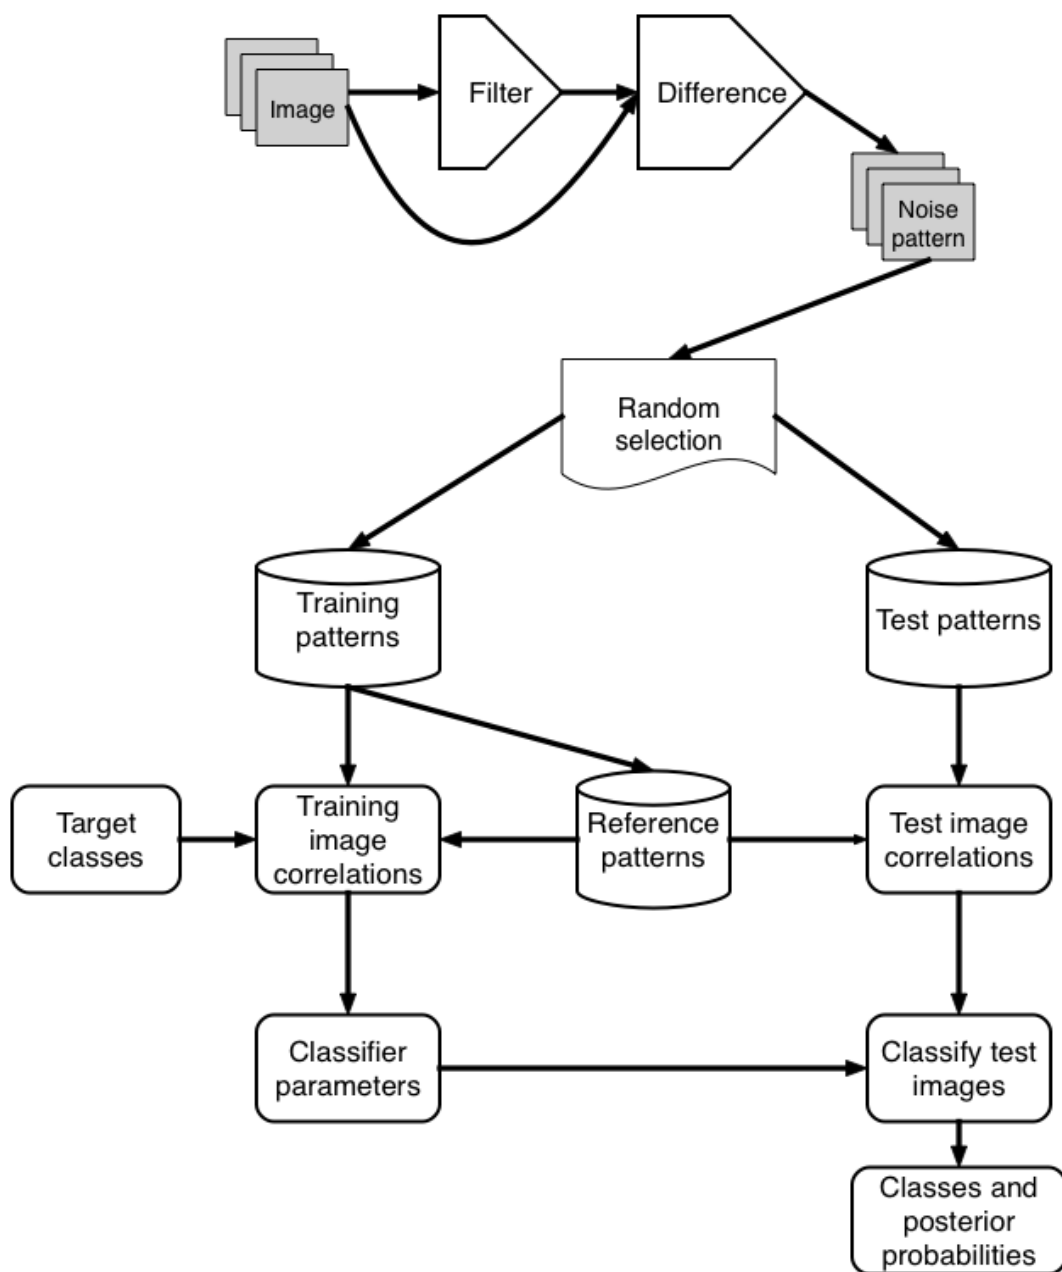 Image
Filter
Difference
Noise
pattern
Random
selection
Training
patterns
Test patterns
Target
classes
Training
image
correlations
Reference
patterns
Test image
correlations
Classifier
parameters
Classify test
images
Classes and
posterior
probabilities